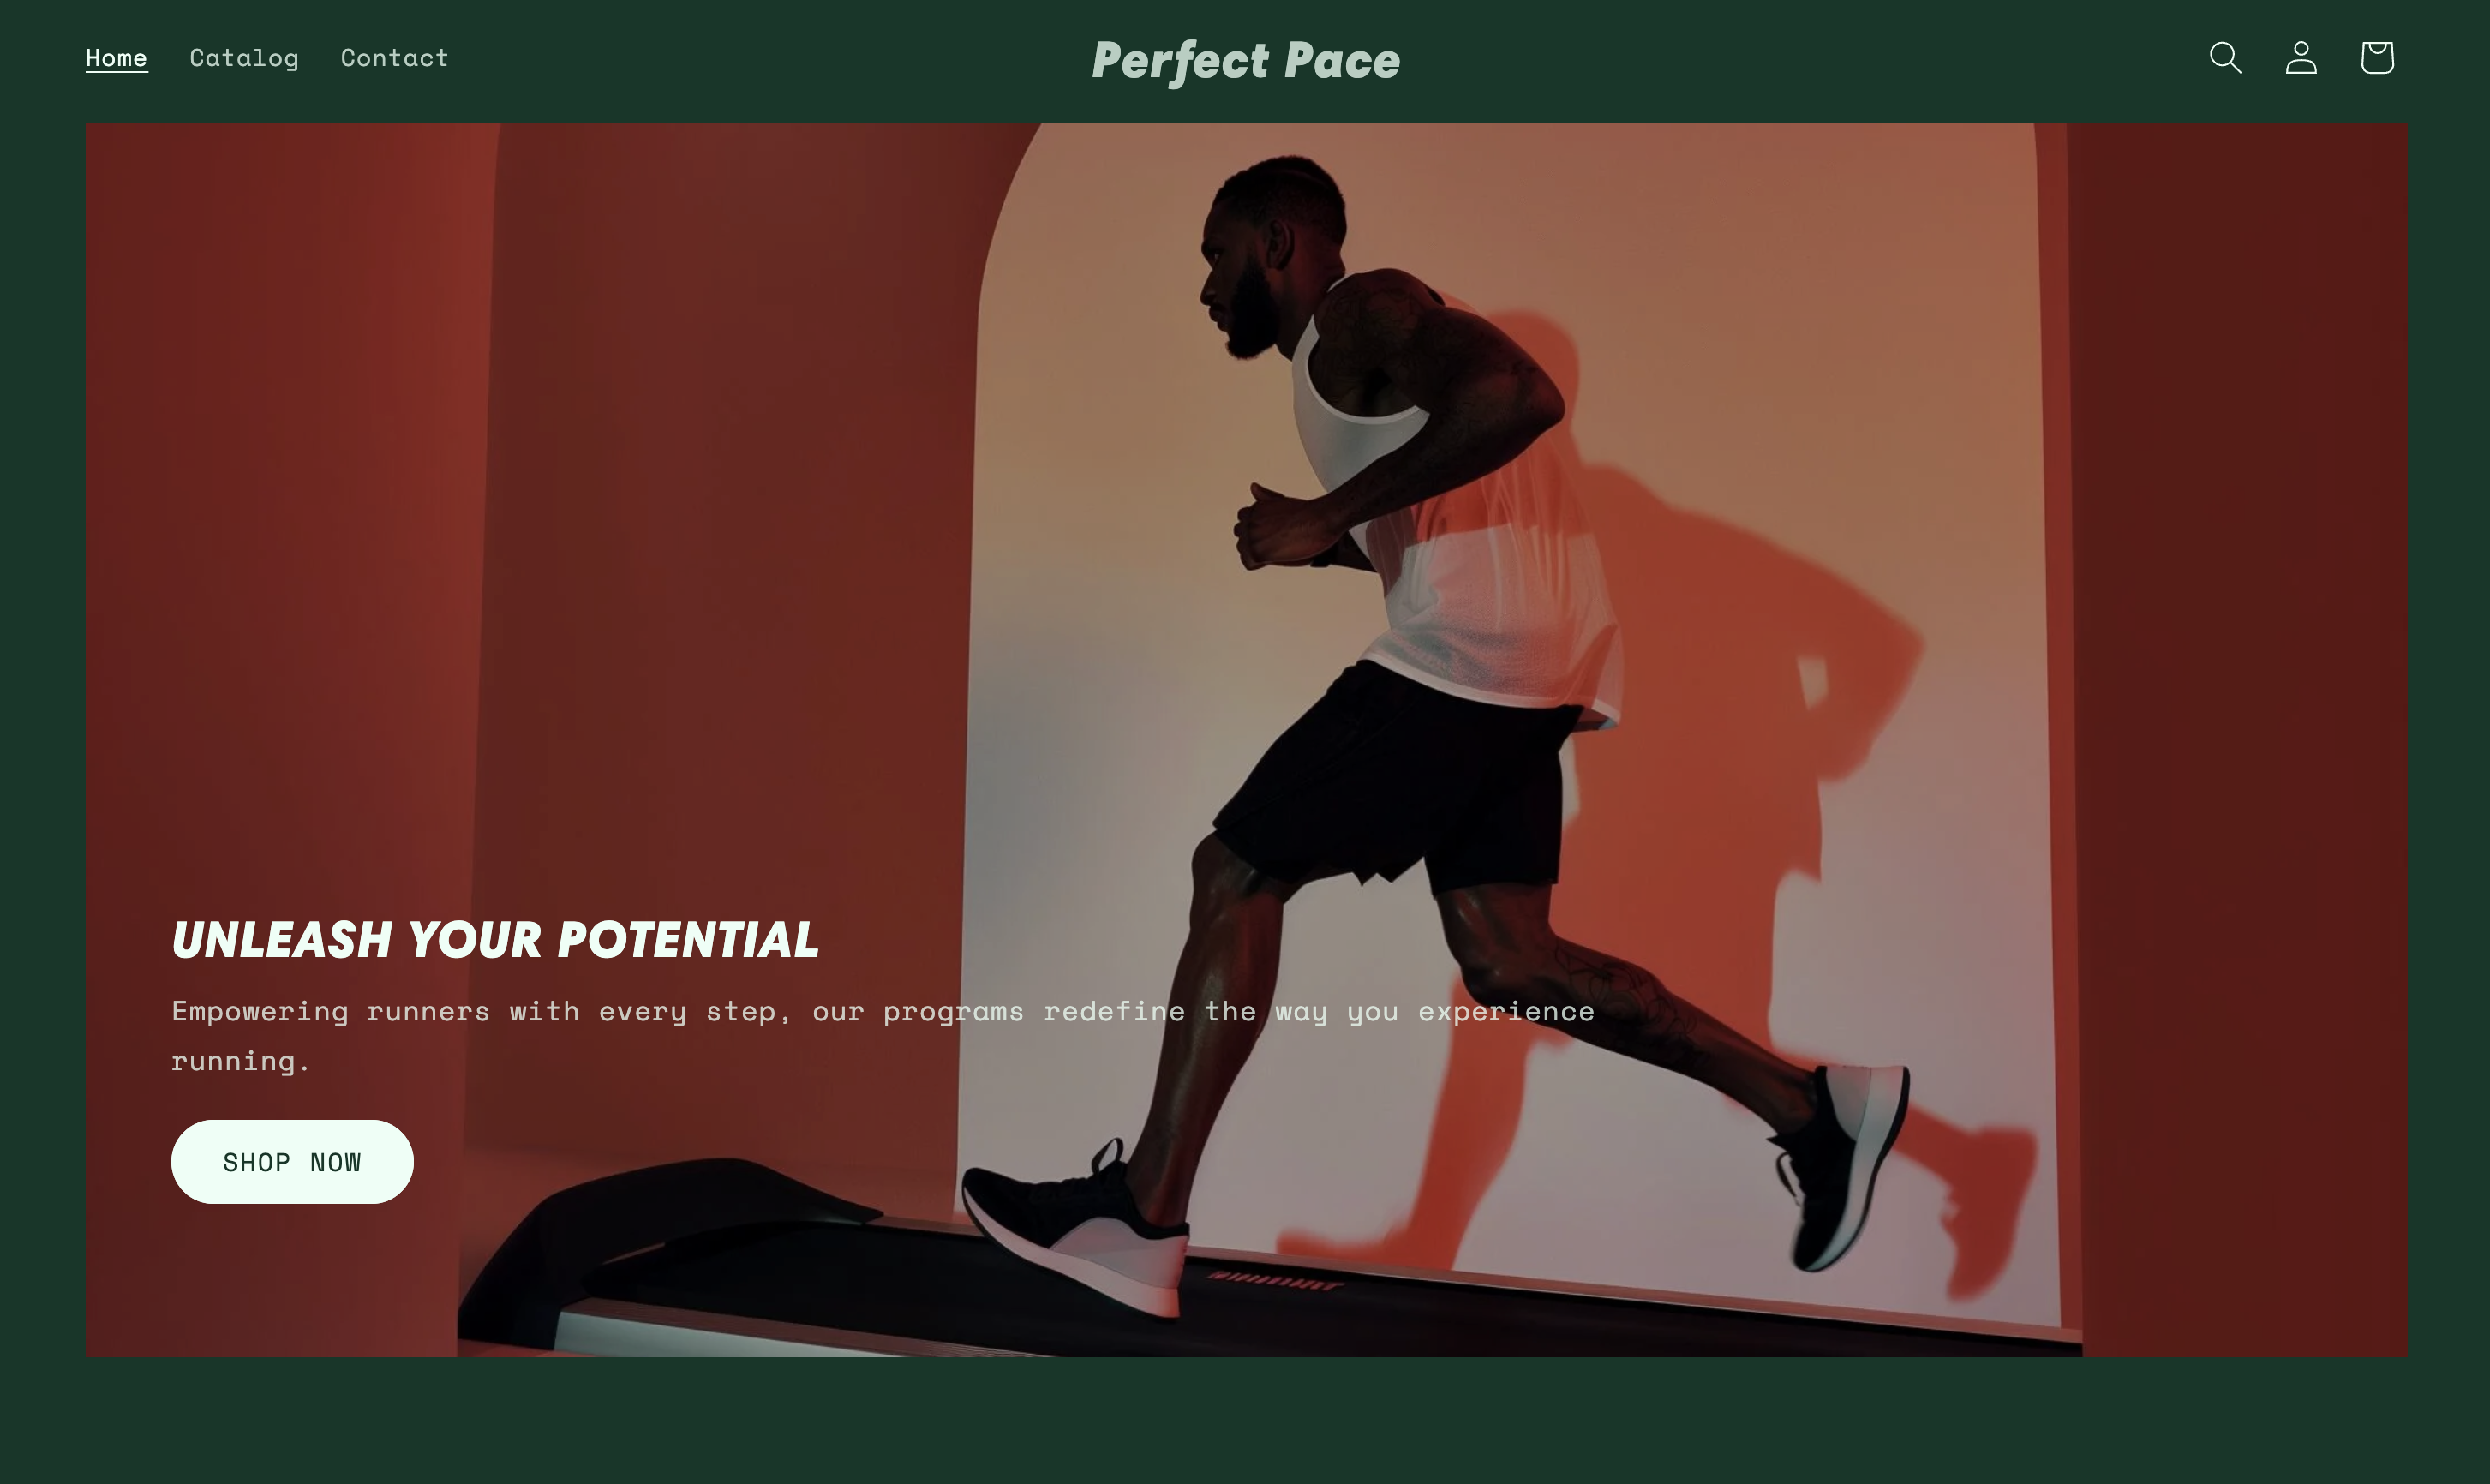 Home Catalog Contact
Perfect Pace
UNLEASH YOUR POTENTIAL
Empowering runners with every step, our programs redefine the way you experience
running.
SHOP NOW